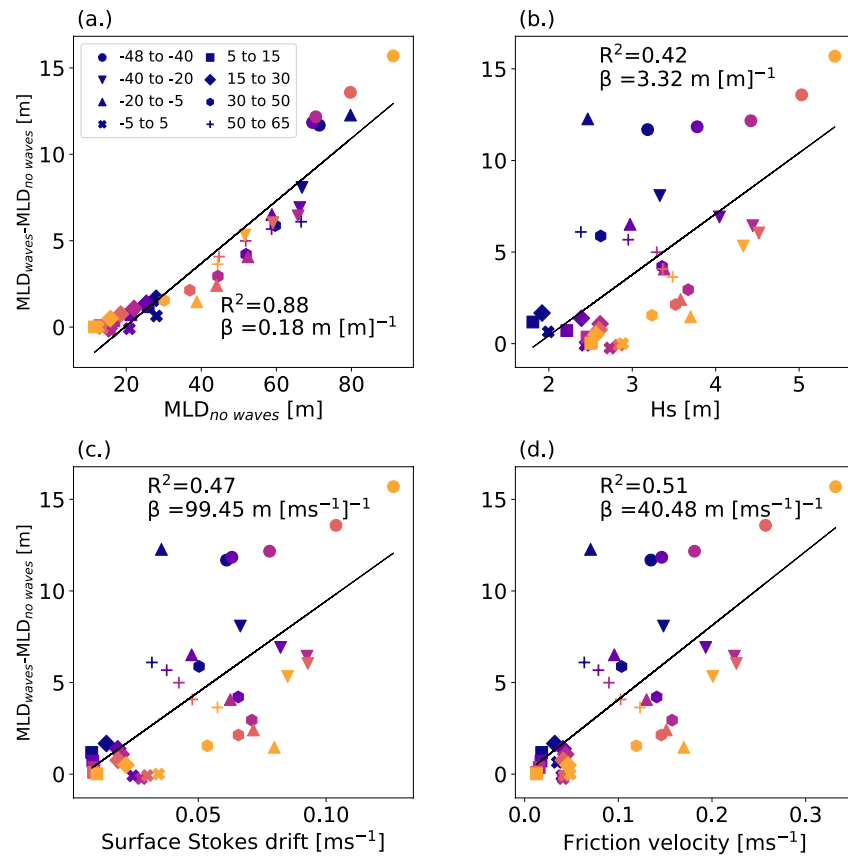 (a.)
MLD_waves-MLD_no waves [m]
15
10
5
0
-48 to -40
-40 to -20
-20 to -5
-5 to 5
5 to 15
15 to 30
30 to 50
50 to 65
R²=0.88
β =0.18 m [m]⁻¹
20 40 60 80
MLD_no waves [m]
(b.)
15
10
5
0
R²=0.42
β =3.32 m [m]⁻¹
2 3 4 5
Hs [m]
(c.)
MLD_waves-MLD_no waves [m]
15
10
5
0
R²=0.47
β =99.45 m [ms⁻¹]⁻¹
0.05 0.10
Surface Stokes drift [ms⁻¹]
(d.)
15
10
5
0
R²=0.51
β =40.48 m [ms⁻¹]⁻¹
0.0 0.1 0.2 0.3
Friction velocity [ms⁻¹]